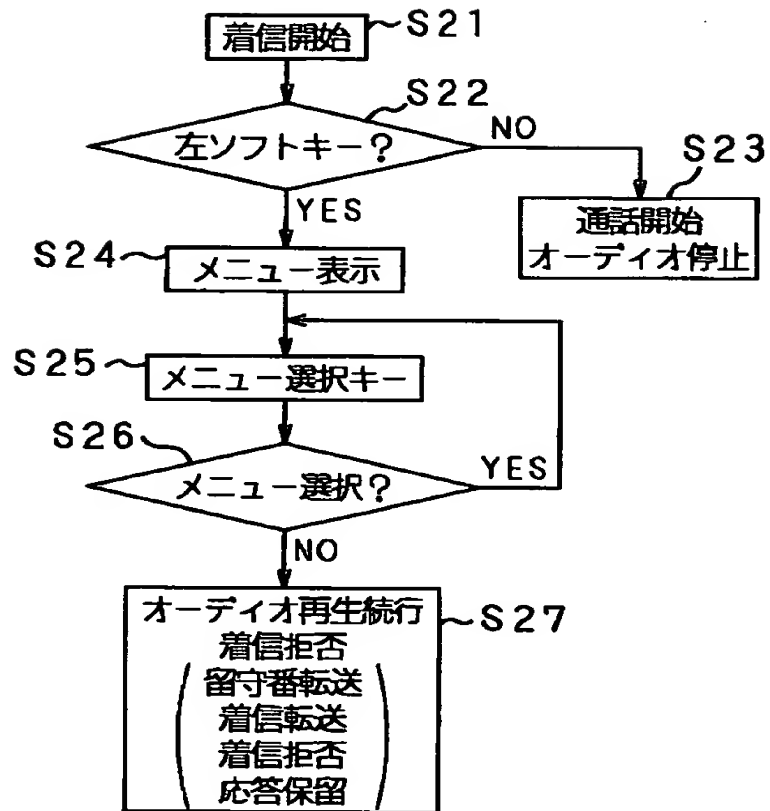 着信開始
S21
S22
左ソフトキー?
NO
S23
YES
通話開始
オーディオ停止
S24
メニュー表示
S25
メニュー選択キー
S26
メニュー選択?
YES
NO
オーディオ再生続行
S27
着信拒否
留守番転送
着信転送
着信拒否
応答保留